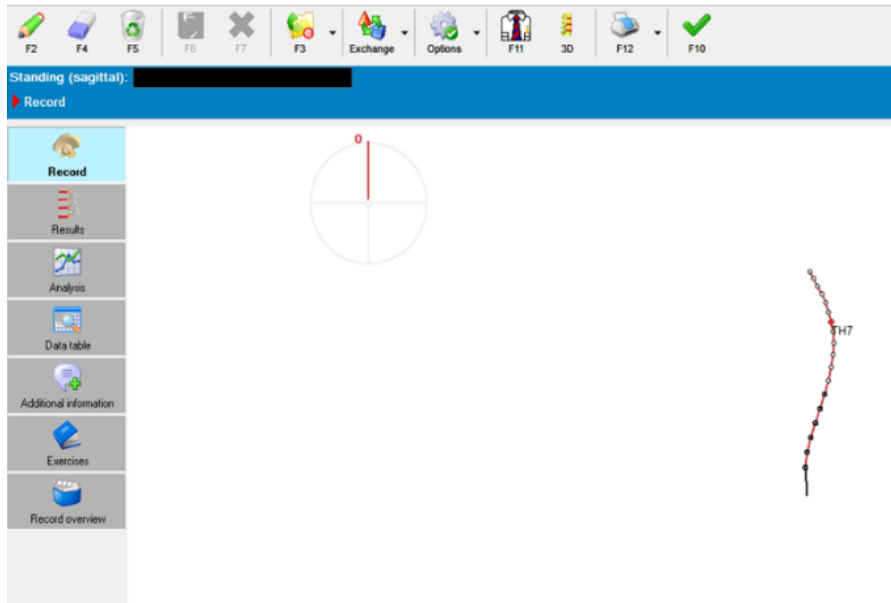 F2 F4 F5 F6 F7 F3 Exchange Options F11 3D F12 F10
Standing (sagittal):
Record
Record
Results
Analysis
Data table
Additional information
Exercises
Record overview
0
TH7